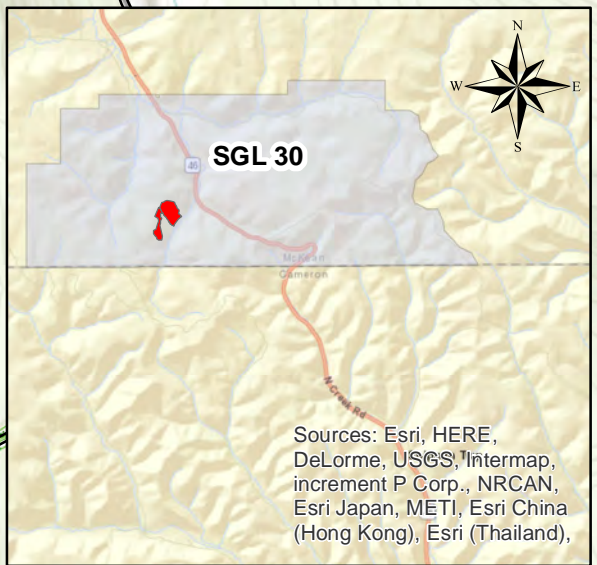 N
W E
S
SGL 30
46
McKean
Cameron
N Creek Rd
Sources: Esri, HERE,
DeLorme, USGS, Intermap,
increment P Corp., NRCAN,
Esri Japan, METI, Esri China
(Hong Kong), Esri (Thailand),